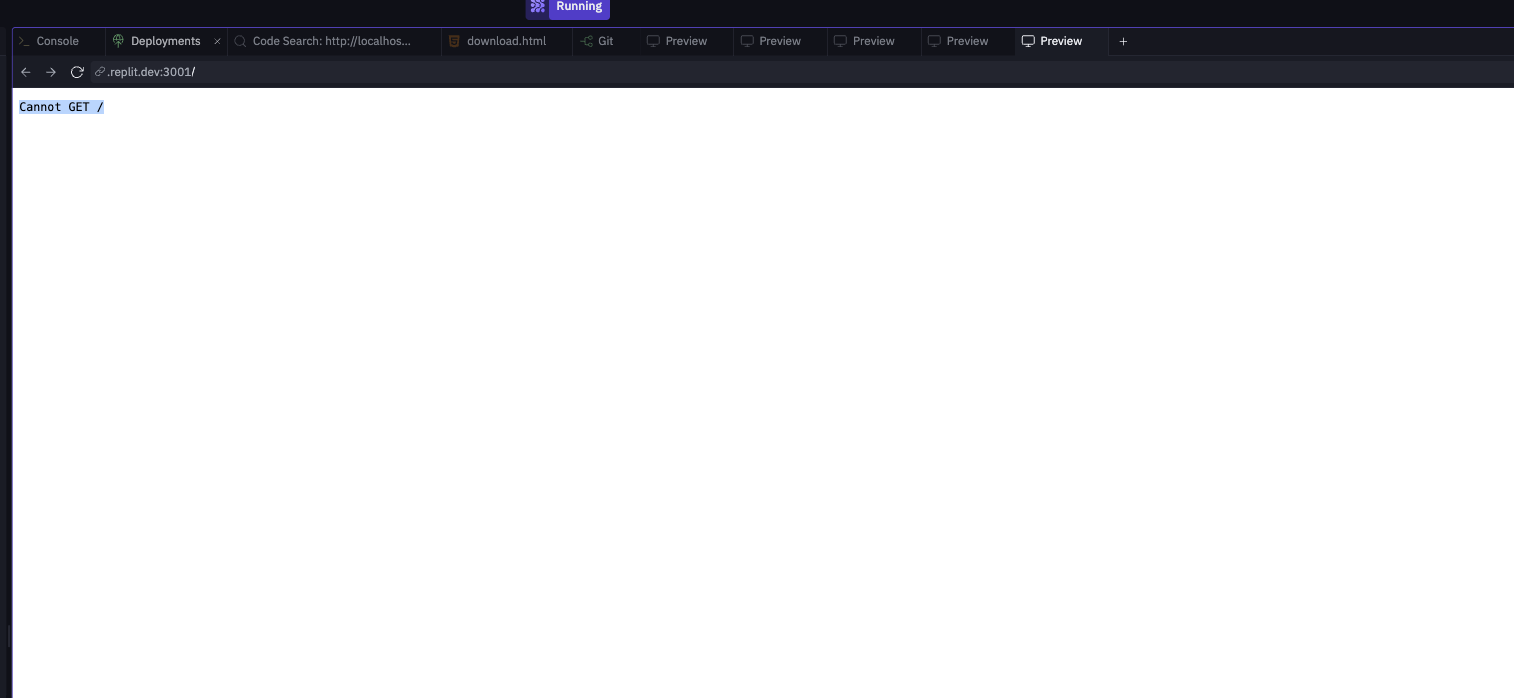 Running
Console Deployments × Code Search: http://localhos... download.html Git Preview Preview Preview Preview Preview +
.replit.dev:3001/
Cannot GET /